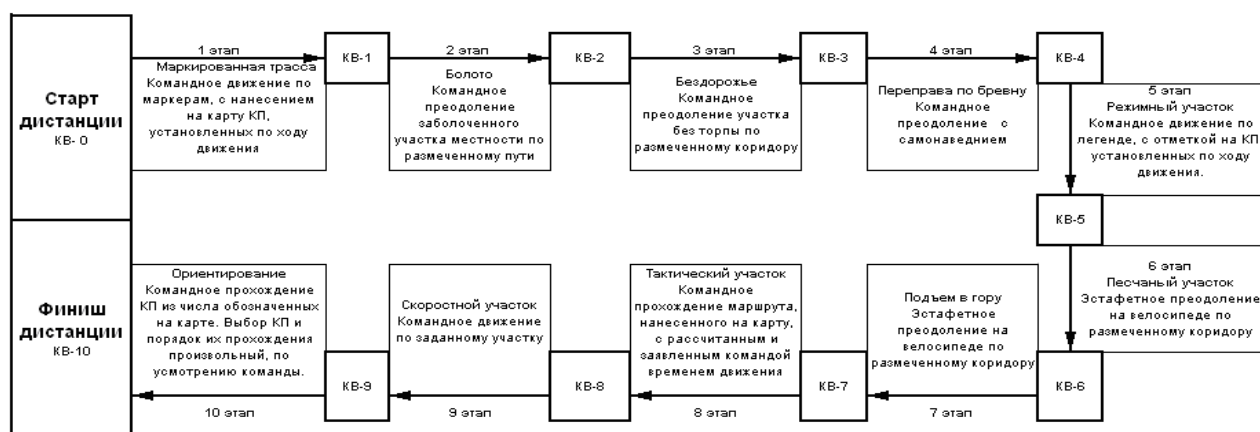 Старт
дистанции
КВ- 0
1 этап
Маркированная трасса
Командное движение по
маркерам, с нанесением
на карту КП,
установленных по ходу
движения
КВ-1
2 этап
Болото
Командное
преодоление
заболоченного
участка местности по
размеченному пути
КВ-2
3 этап
Бездорожье
Командное
преодоление участка
без торпы по
размеченному коридору
КВ-3
4 этап
Переправа по бревну
Командное
преодоление с
самонаведнием
КВ-4
5 этап
Режимный участок
Командное движение по
легенде, с отметкой на КП
установленных по ходу
движения.
КВ-5
6 этап
Песчаный участок
Эстафетное преодоление
на велосипеде по
размеченному коридору
КВ-6
Подъем в гору
Эстафетное
преодоление на
велосипеде по
размеченному коридору
7 этап
КВ-7
Тактический участок
Командное
прохождение маршрута,
нанесенного на карту,
с рассчитанным и
заявленным командой
временем движения
8 этап
КВ-8
Скоростной участок
Командное движение
по заданному участку
9 этап
КВ-9
Ориентирование
Командное прохождение
КП из числа обозначенных
на карте. Выбор КП и
порядок их прохождения
произвольный, по
усмотрению команды.
10 этап
Финиш
дистанции
КВ-10